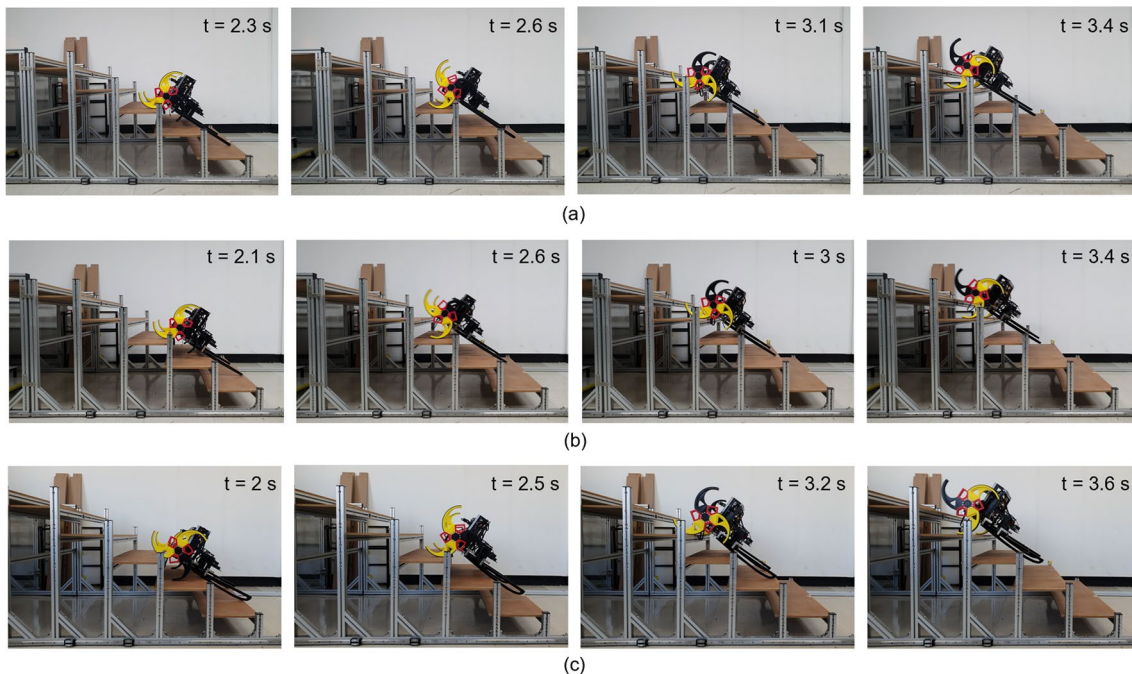 t = 2.3 s t = 2.6 s t = 3.1 s t = 3.4 s
(a)
t = 2.1 s t = 2.6 s t = 3 s t = 3.4 s
(b)
t = 2 s t = 2.5 s t = 3.2 s t = 3.6 s
(c)